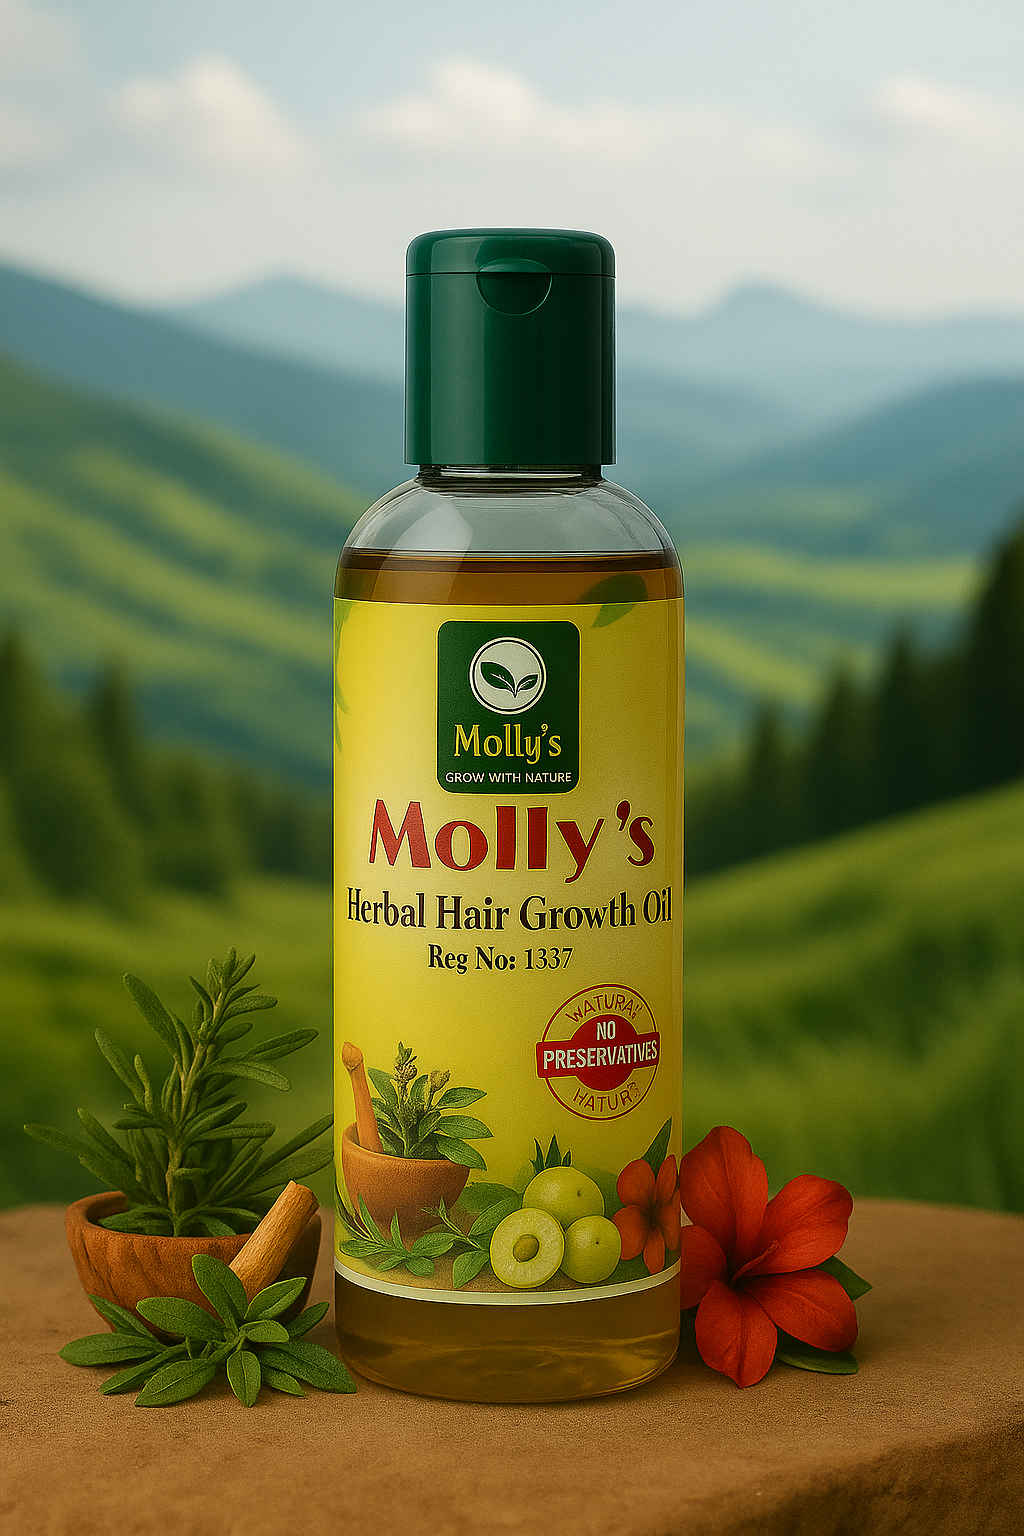 Molly's
GROW WITH NATURE
Molly's
Herbal Hair Growth Oil
Reg No: 1337
NO
PRESERVATIVES